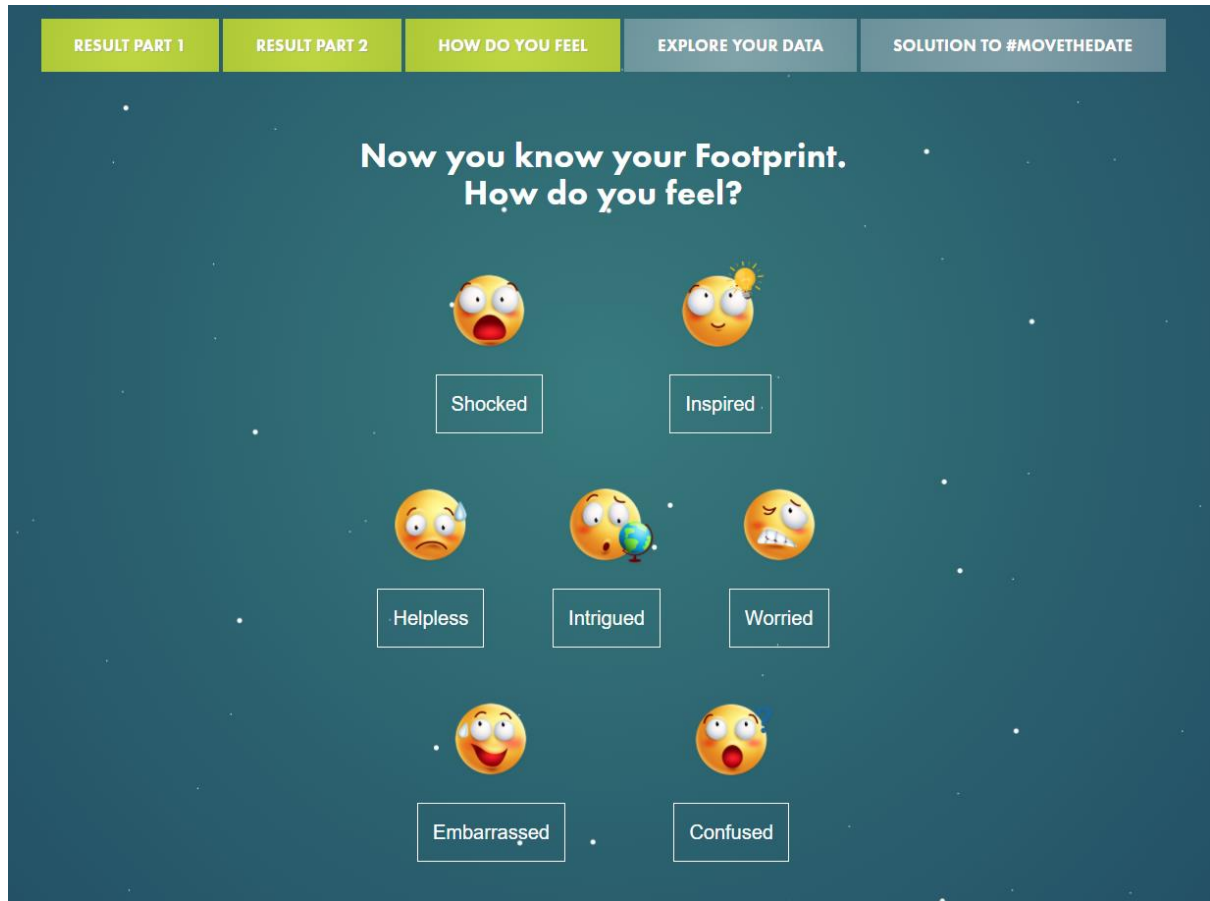 RESULT PART 1
RESULT PART 2
HOW DO YOU FEEL
EXPLORE YOUR DATA
SOLUTION TO #MOVETHEDATE
Now you know your Footprint.
How do you feel?
Shocked
Inspired
Helpless
Intrigued
Worried
Embarrassed
Confused